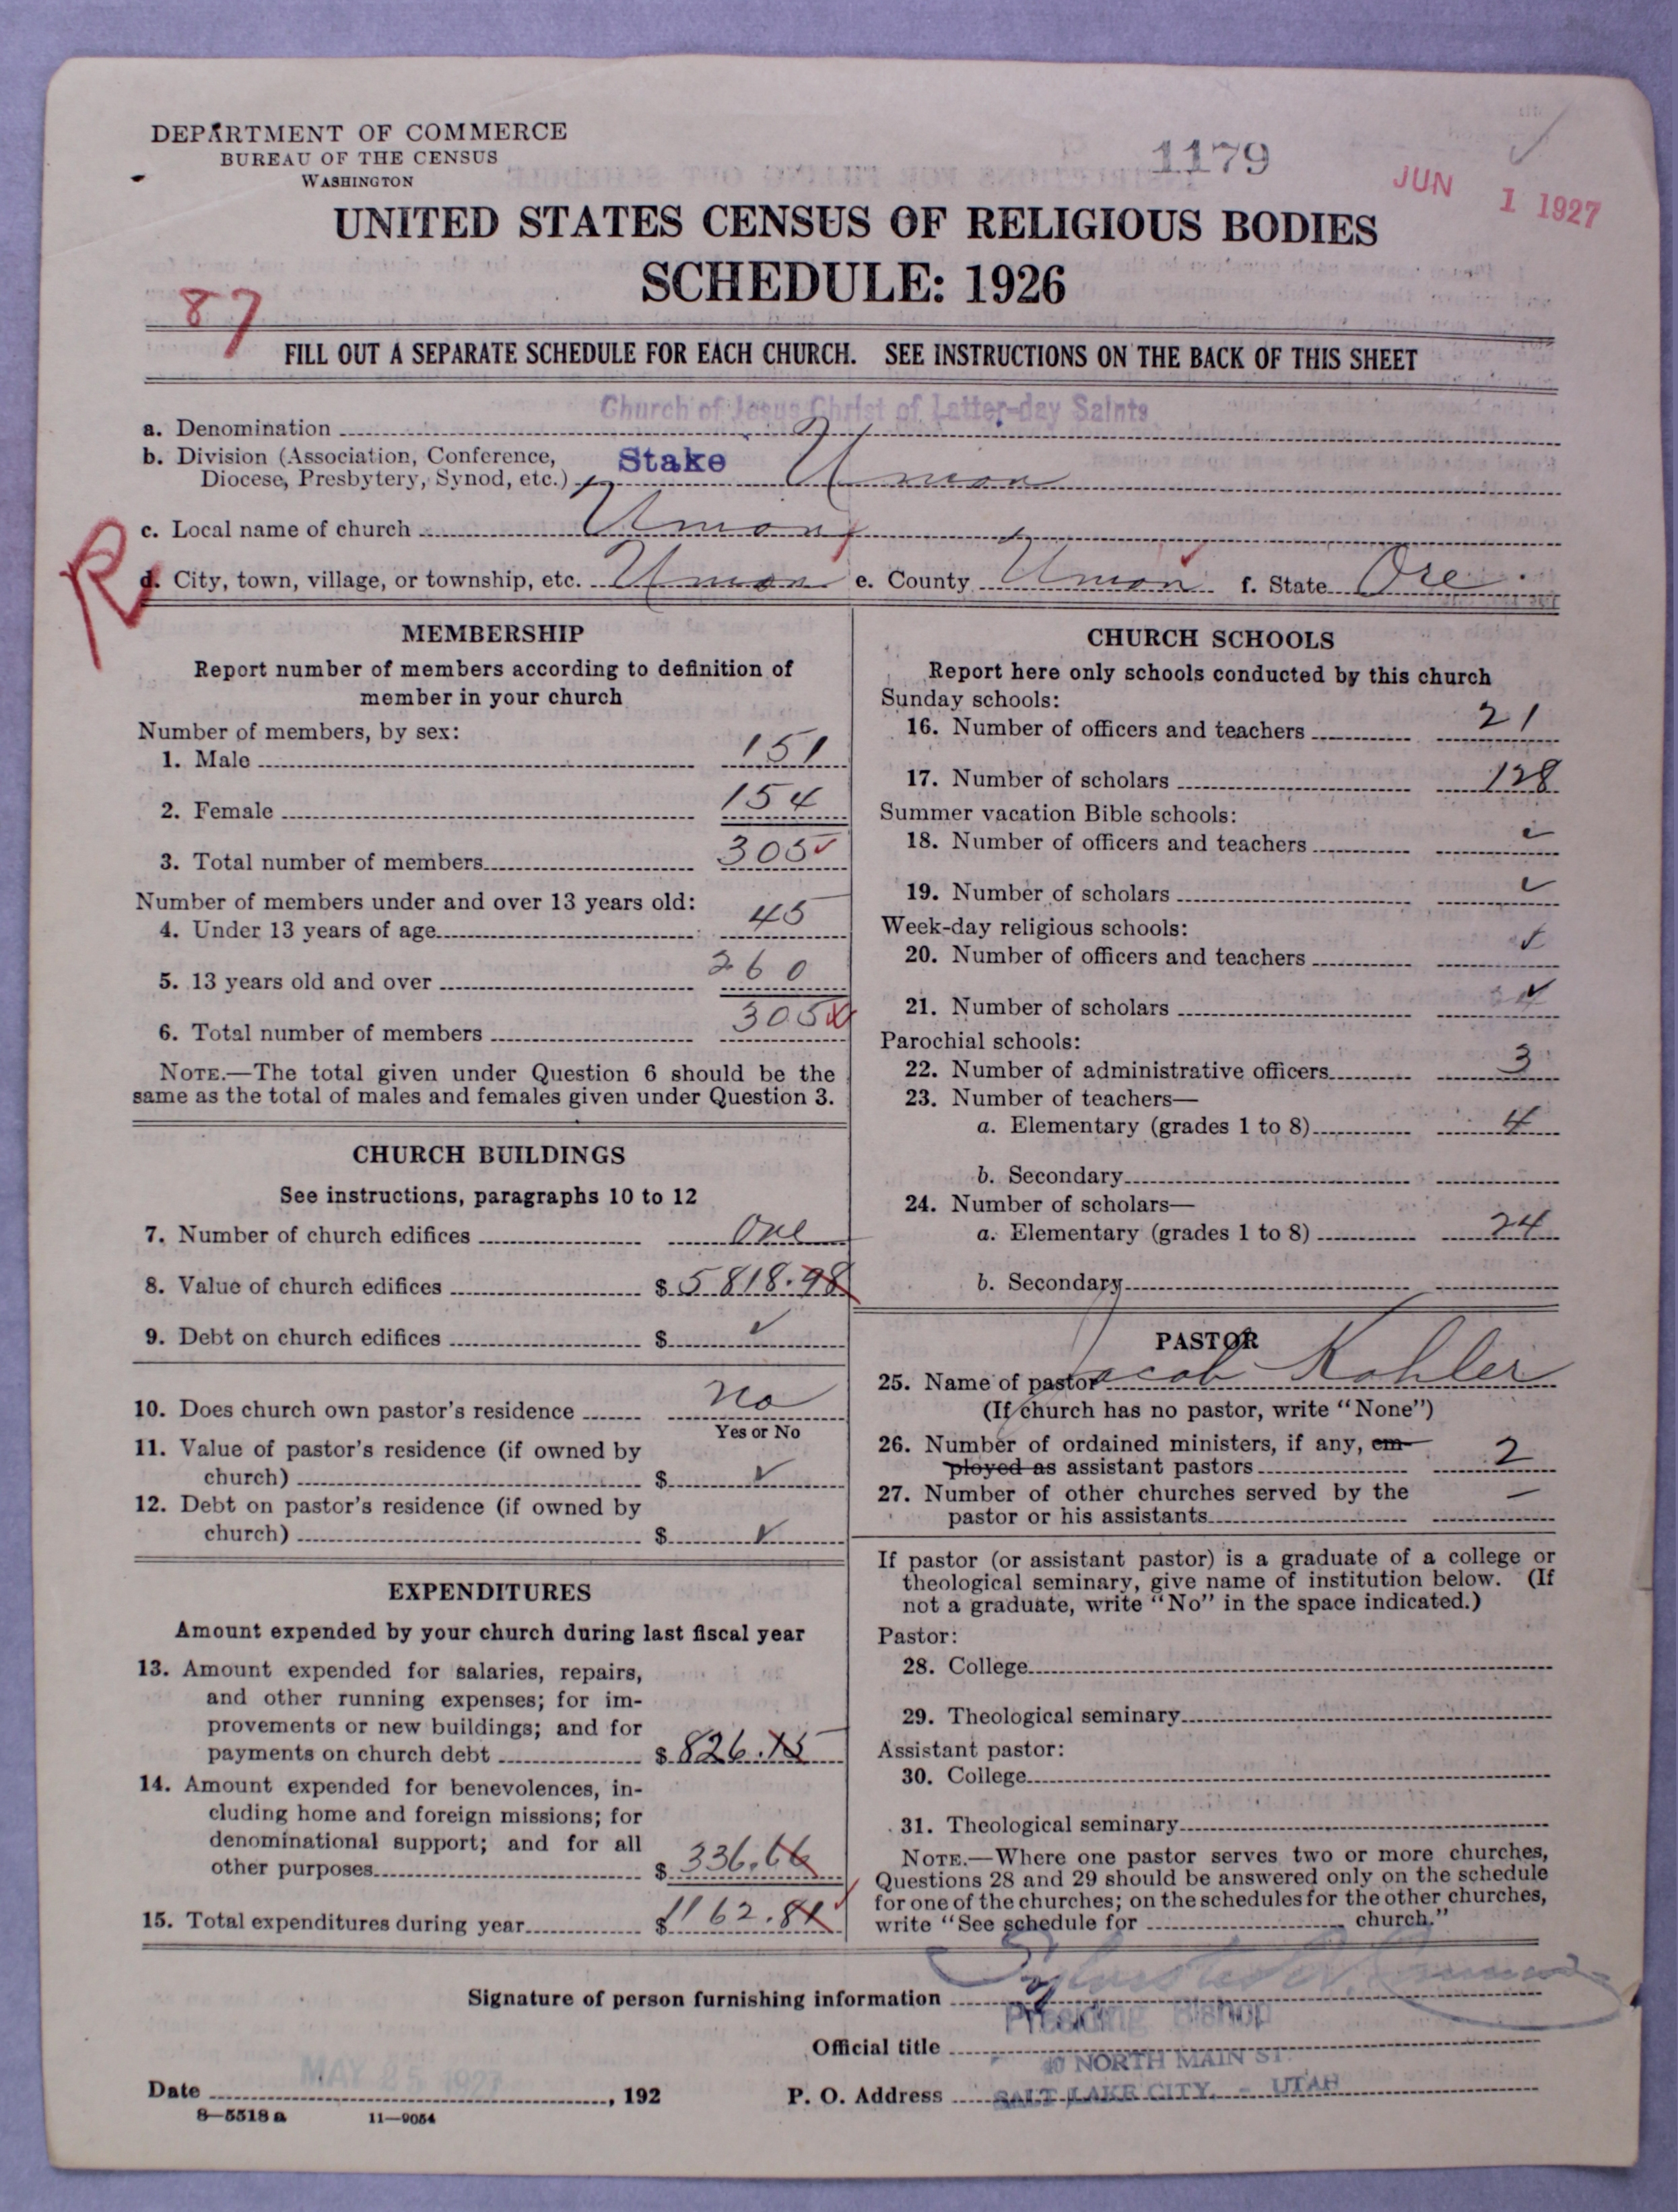 DEPARTMENT OF COMMERCE
BUREAU OF THE CENSUS
WASHINGTON
1179
JUN 1 1927
UNITED STATES CENSUS OF RELIGIOUS BODIES
SCHEDULE: 1926
87
FILL OUT A SEPARATE SCHEDULE FOR EACH CHURCH. SEE INSTRUCTIONS ON THE BACK OF THIS SHEET
a. Denomination Church of Jesus Christ of Latter-day Saints
b. Division (Association, Conference,
Diocese, Presbytery, Synod, etc.) Stake Union
c. Local name of church Union
R
d. City, town, village, or township, etc. Union e. County Union f. State Ore.
MEMBERSHIP
Report number of members according to definition of
member in your church
Number of members, by sex:
1. Male 151
2. Female 154
3. Total number of members 305
Number of members under and over 13 years old:
4. Under 13 years of age 45
5. 13 years old and over 260
6. Total number of members 305
NOTE.—The total given under Question 6 should be the
same as the total of males and females given under Question 3.
CHURCH BUILDINGS
See instructions, paragraphs 10 to 12
7. Number of church edifices One
8. Value of church edifices $ 5818.98
9. Debt on church edifices $ ✓
10. Does church own pastor's residence No
Yes or No
11. Value of pastor's residence (if owned by
church) $ ✓
12. Debt on pastor's residence (if owned by
church) $ ✓
EXPENDITURES
Amount expended by your church during last fiscal year
13. Amount expended for salaries, repairs,
and other running expenses; for im-
provements or new buildings; and for
payments on church debt $ 826.15
14. Amount expended for benevolences, in-
cluding home and foreign missions; for
denominational support; and for all
other purposes $ 336.66
15. Total expenditures during year $ 1162.81
CHURCH SCHOOLS
Report here only schools conducted by this church
Sunday schools:
16. Number of officers and teachers 21
17. Number of scholars 128
Summer vacation Bible schools:
18. Number of officers and teachers ✓
19. Number of scholars ✓
Week-day religious schools:
20. Number of officers and teachers ✓
21. Number of scholars ✓
Parochial schools:
22. Number of administrative officers 3
23. Number of teachers—
a. Elementary (grades 1 to 8) 4
b. Secondary
24. Number of scholars—
a. Elementary (grades 1 to 8) 24
b. Secondary
PASTOR
25. Name of pastor Jacob Kohler
(If church has no pastor, write "None")
26. Number of ordained ministers, if any, em-
ployed as assistant pastors 2
27. Number of other churches served by the
pastor or his assistants —
If pastor (or assistant pastor) is a graduate of a college or
theological seminary, give name of institution below. (If
not a graduate, write "No" in the space indicated.)
Pastor:
28. College
29. Theological seminary
Assistant pastor:
30. College
31. Theological seminary
NOTE.—Where one pastor serves two or more churches,
Questions 28 and 29 should be answered only on the schedule
for one of the churches; on the schedules for the other churches,
write "See schedule for church."
Signature of person furnishing information Sylvester Q. Cannon
Official title Presiding Bishop
Date MAY 25 1927, 192
P. O. Address 40 NORTH MAIN ST.
SALT LAKE CITY, - UTAH
8—5518 a 11—9054